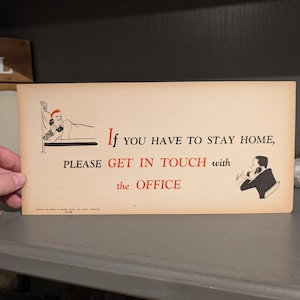 If YOU HAVE TO STAY HOME,
PLEASE GET IN TOUCH with
the OFFICE
L